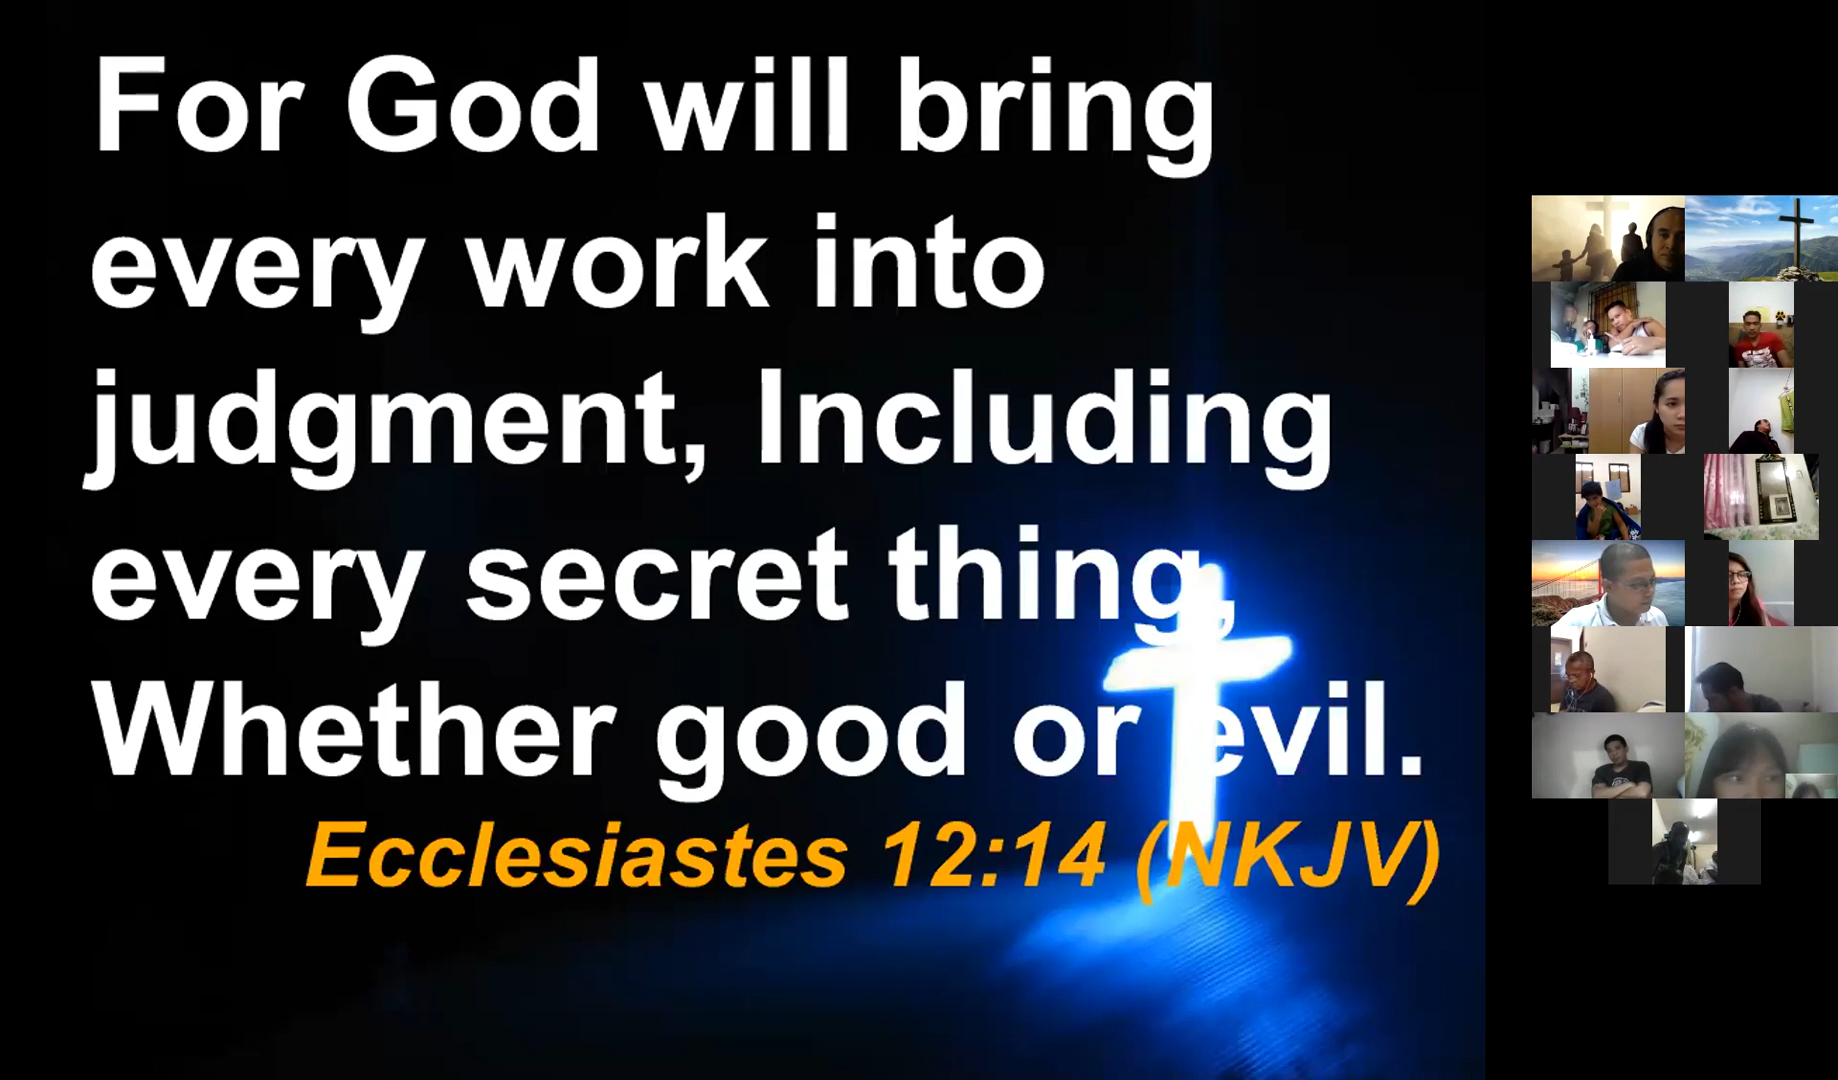 For God will bring
every work into
judgment, Including
every secret thing,
Whether good or evil.
Ecclesiastes 12:14 (NKJV)